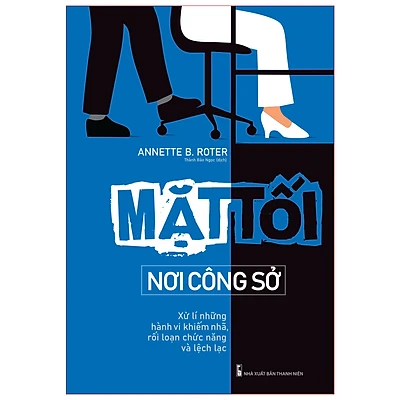 ANNETTE B. ROTER
Thành Bảo Ngọc (dịch)
MẶT TỐI
NƠI CÔNG SỞ
Xử lí những
hành vi khiếm nhã,
rối loạn chức năng
và lệch lạc
NHÀ XUẤT BẢN THANH NIÊN